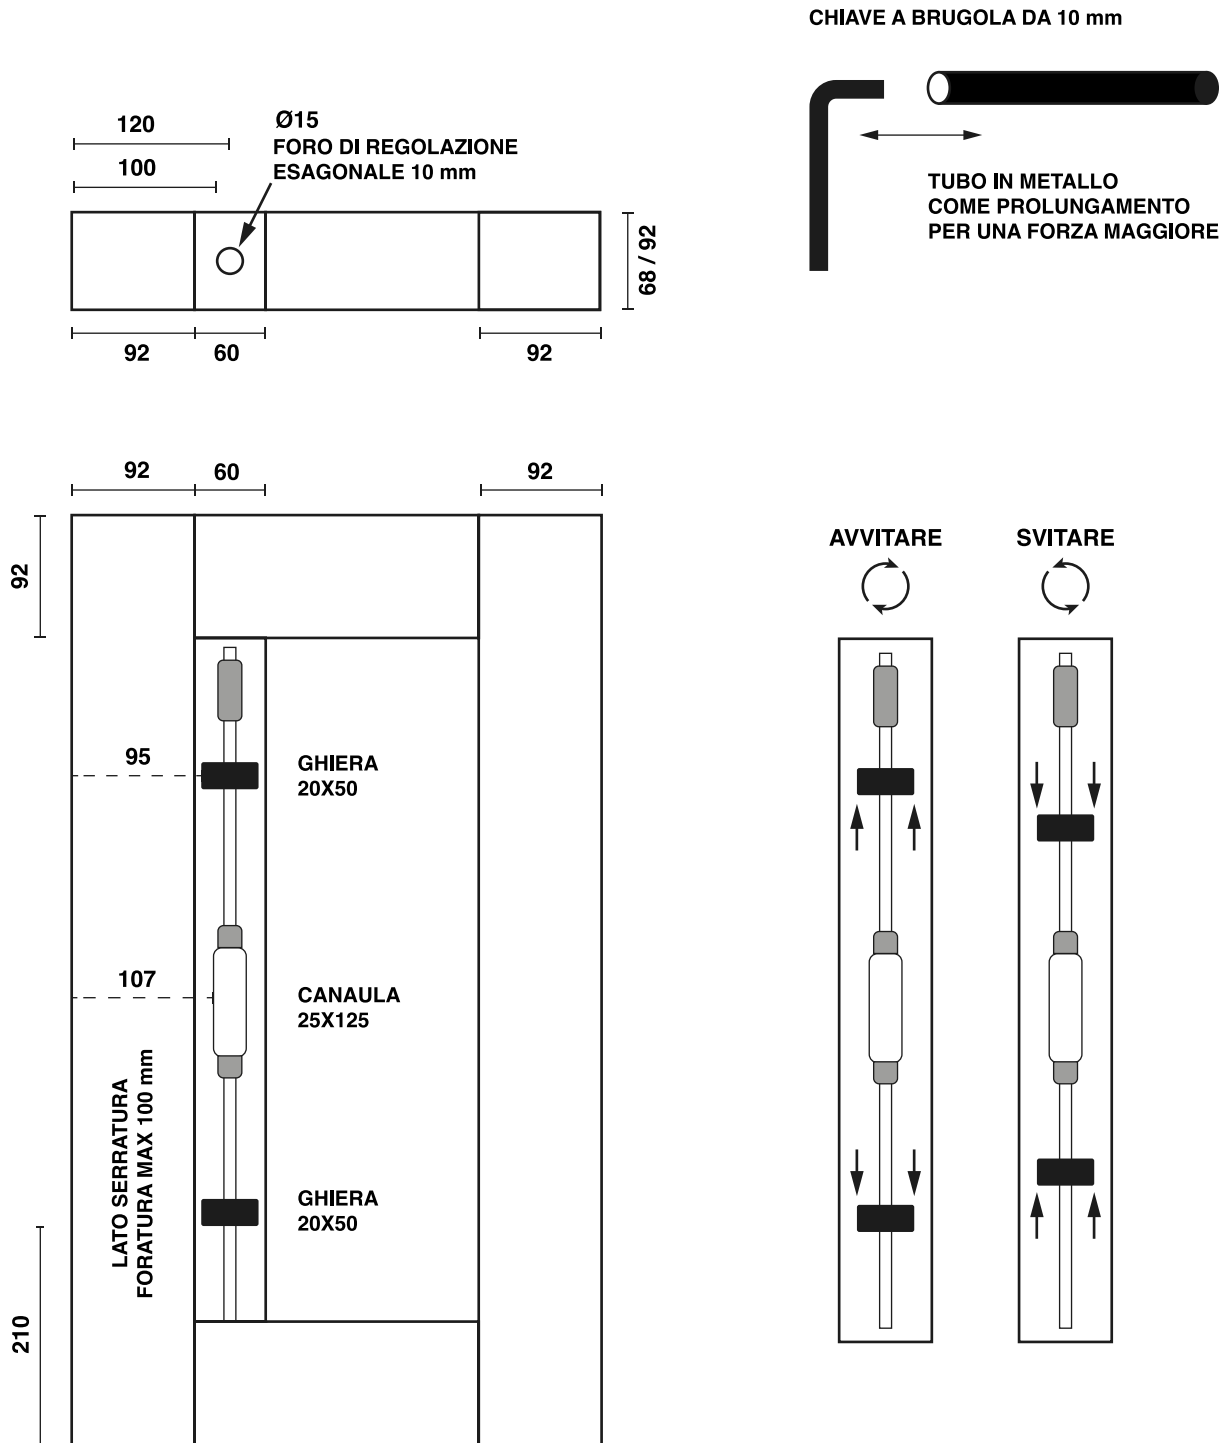 CHIAVE A BRUGOLA DA 10 mm
120
Ø15
FORO DI REGOLAZIONE
ESAGONALE 10 mm
100
TUBO IN METALLO
COME PROLUNGAMENTO
PER UNA FORZA MAGGIORE
68 / 92
92
60
92
92
60
92
92
AVVITARE
SVITARE
95
GHIERA
20X50
107
CANAULA
25X125
LATO SERRATURA
FORATURA MAX 100 mm
GHIERA
20X50
210